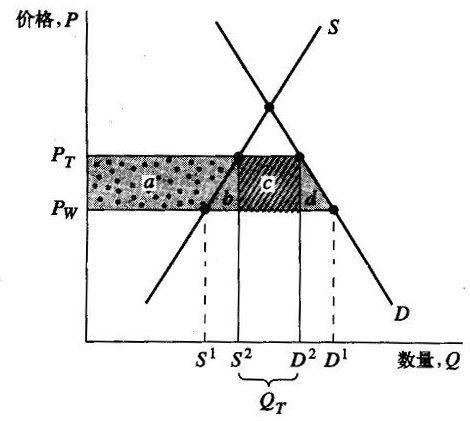 价格, P
S
P_T
a
b
c
d
P_W
D
S¹ S² D² D¹ 数量, Q
Q_T